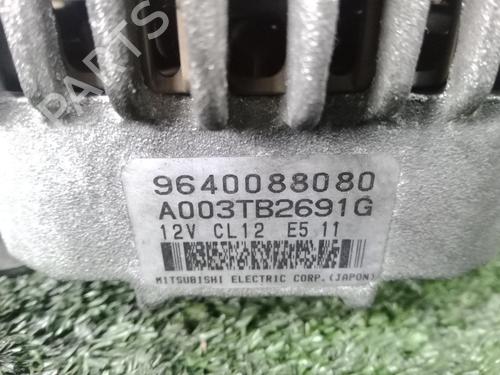 PARTS
9640088080
A003TB2691G
12V CL12 E5 11
MITSUBISHI ELECTRIC CORP.(JAPON)